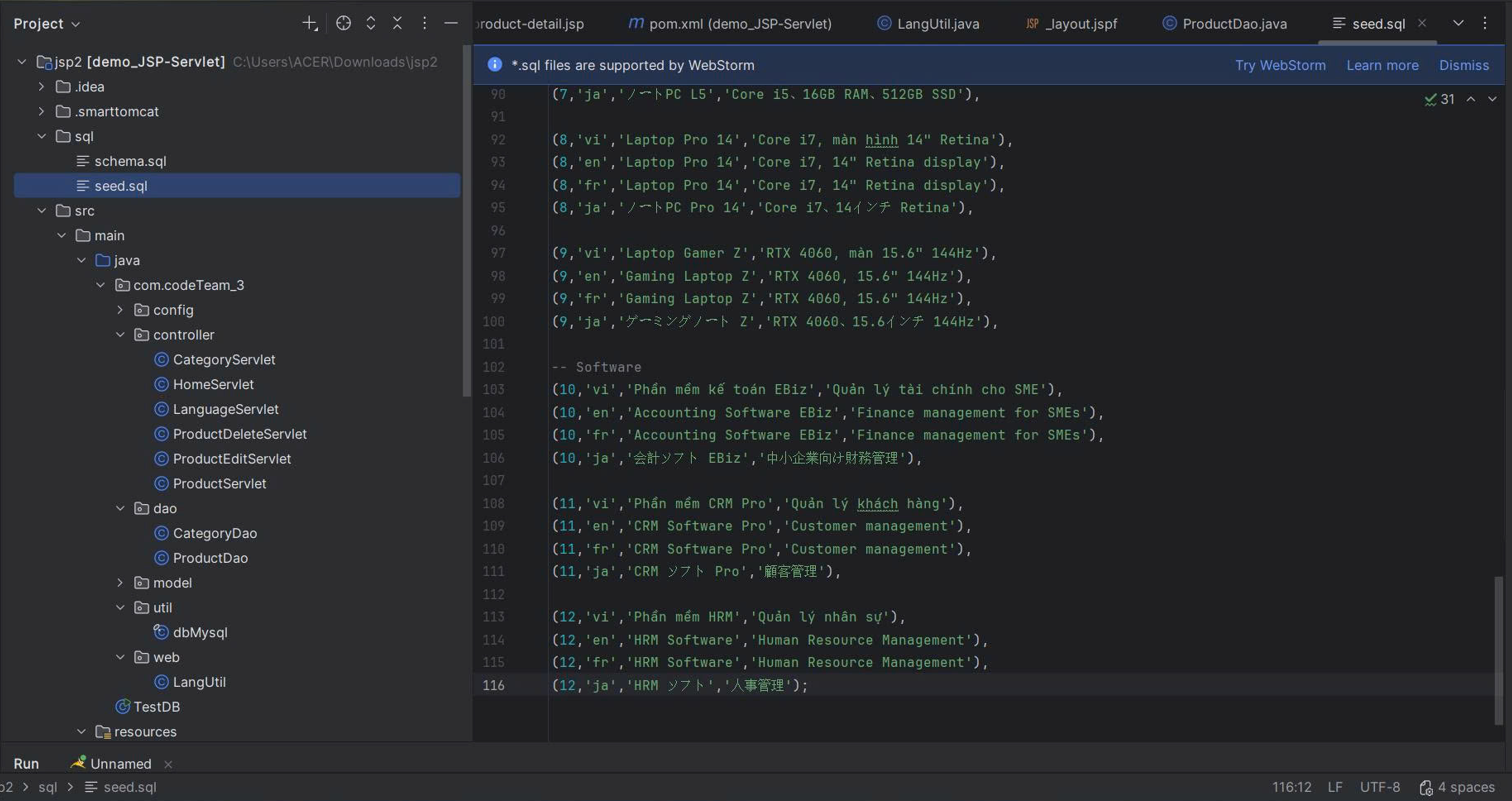 Project
product-detail.jsp
pom.xml (demo_JSP-Servlet)
LangUtil.java
_layout.jspf
ProductDao.java
seed.sql
*.sql files are supported by WebStorm
Try WebStorm
Learn more
Dismiss
jsp2 [demo_JSP-Servlet] C:\Users\ACER\Downloads\jsp2
.idea
.smarttomcat
sql
schema.sql
seed.sql
src
main
java
com.codeTeam_3
config
controller
CategoryServlet
HomeServlet
LanguageServlet
ProductDeleteServlet
ProductEditServlet
ProductServlet
dao
CategoryDao
ProductDao
model
util
dbMysql
web
LangUtil
TestDB
resources
31
90 (7,'ja','ノートPC L5','Core i5、16GB RAM、512GB SSD'),
91
92 (8,'vi','Laptop Pro 14','Core i7, màn hình 14" Retina'),
93 (8,'en','Laptop Pro 14','Core i7, 14" Retina display'),
94 (8,'fr','Laptop Pro 14','Core i7, 14" Retina display'),
95 (8,'ja','ノートPC Pro 14','Core i7、14インチ Retina'),
96
97 (9,'vi','Laptop Gamer Z','RTX 4060, màn 15.6" 144Hz'),
98 (9,'en','Gaming Laptop Z','RTX 4060, 15.6" 144Hz'),
99 (9,'fr','Gaming Laptop Z','RTX 4060, 15.6" 144Hz'),
100 (9,'ja','ゲーミングノート Z','RTX 4060、15.6インチ 144Hz'),
101
102 -- Software
103 (10,'vi','Phần mềm kế toán EBiz','Quản lý tài chính cho SME'),
104 (10,'en','Accounting Software EBiz','Finance management for SMEs'),
105 (10,'fr','Accounting Software EBiz','Finance management for SMEs'),
106 (10,'ja','会計ソフト EBiz','中小企業向け財務管理'),
107
108 (11,'vi','Phần mềm CRM Pro','Quản lý khách hàng'),
109 (11,'en','CRM Software Pro','Customer management'),
110 (11,'fr','CRM Software Pro','Customer management'),
111 (11,'ja','CRM ソフト Pro','顧客管理'),
112
113 (12,'vi','Phần mềm HRM','Quản lý nhân sự'),
114 (12,'en','HRM Software','Human Resource Management'),
115 (12,'fr','HRM Software','Human Resource Management'),
116 (12,'ja','HRM ソフト','人事管理');
Run
Unnamed
p2 > sql > seed.sql
116:12 LF UTF-8 4 spaces